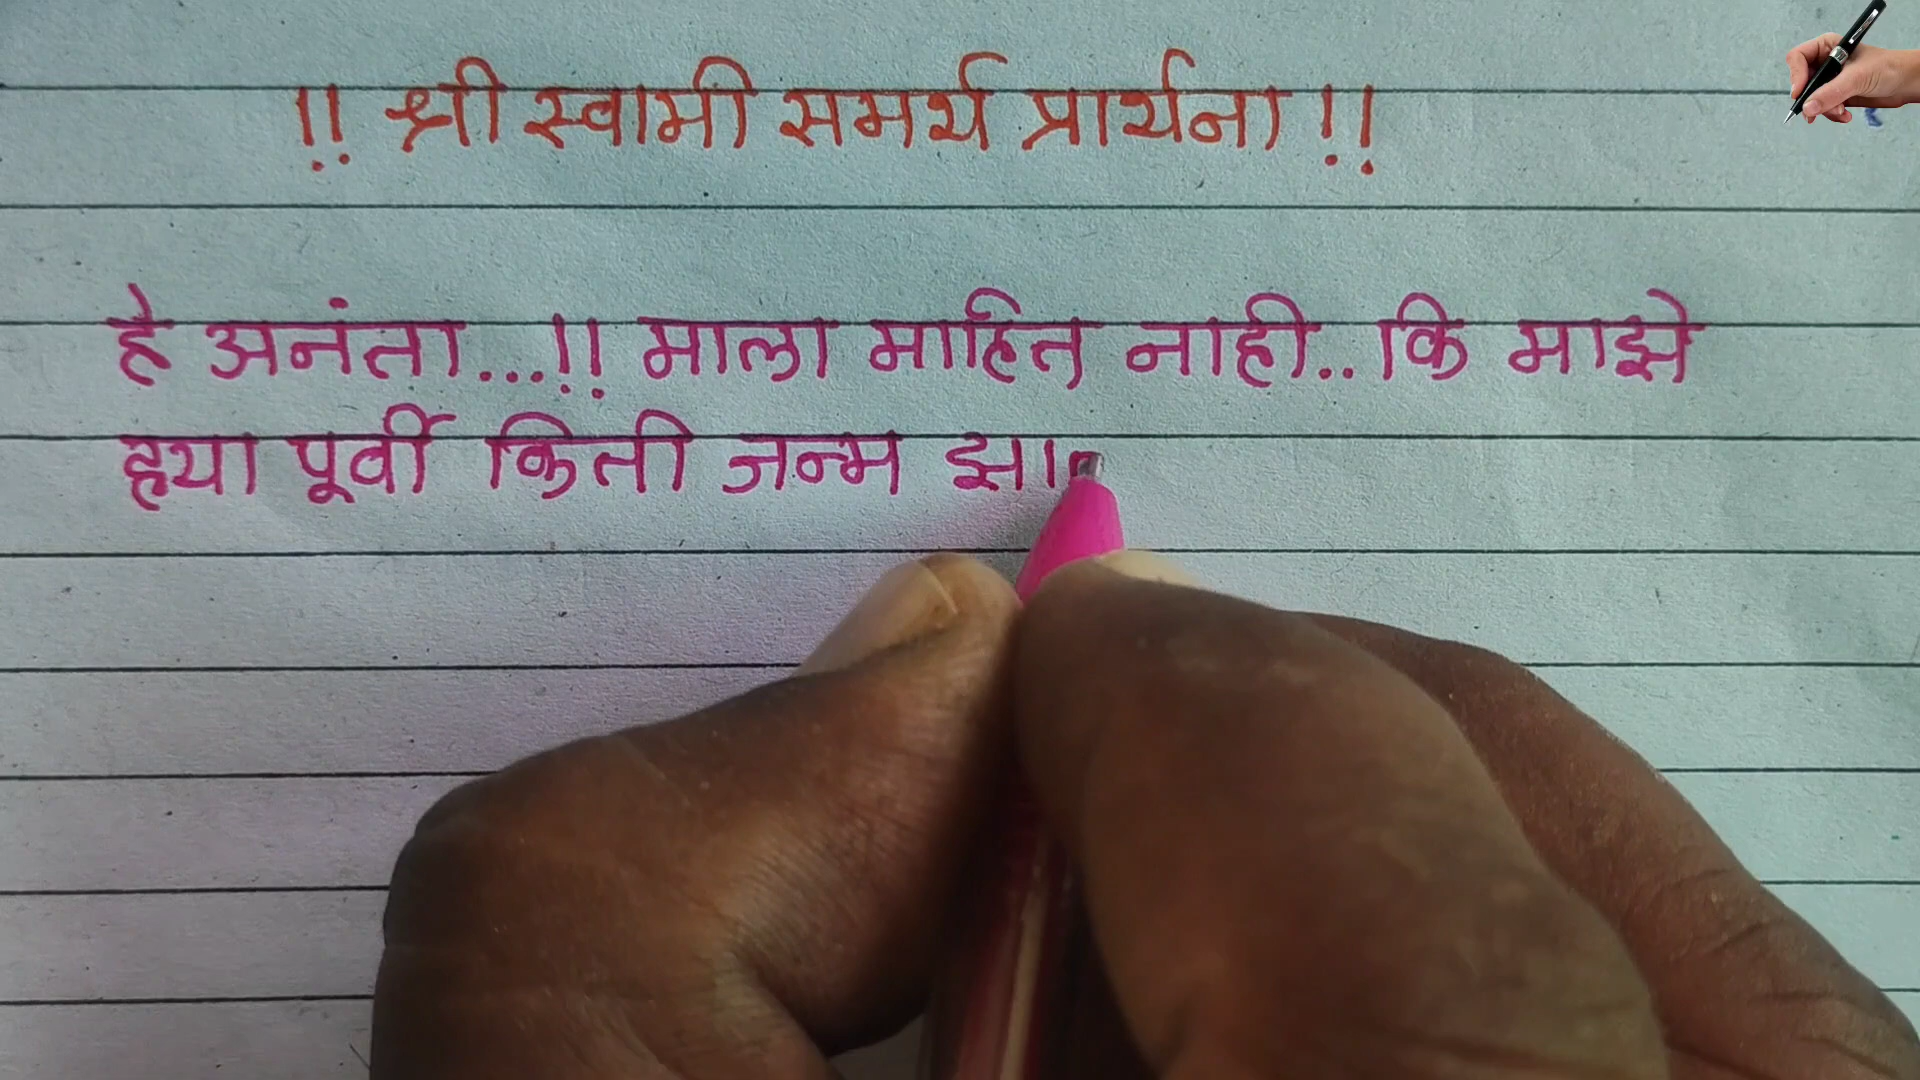 !! श्री स्वामी समर्थ प्रार्थना !!
हे अनंता...!! माला माहित नाही.. कि माझे
ह्या पूर्वी किती जन्म झा